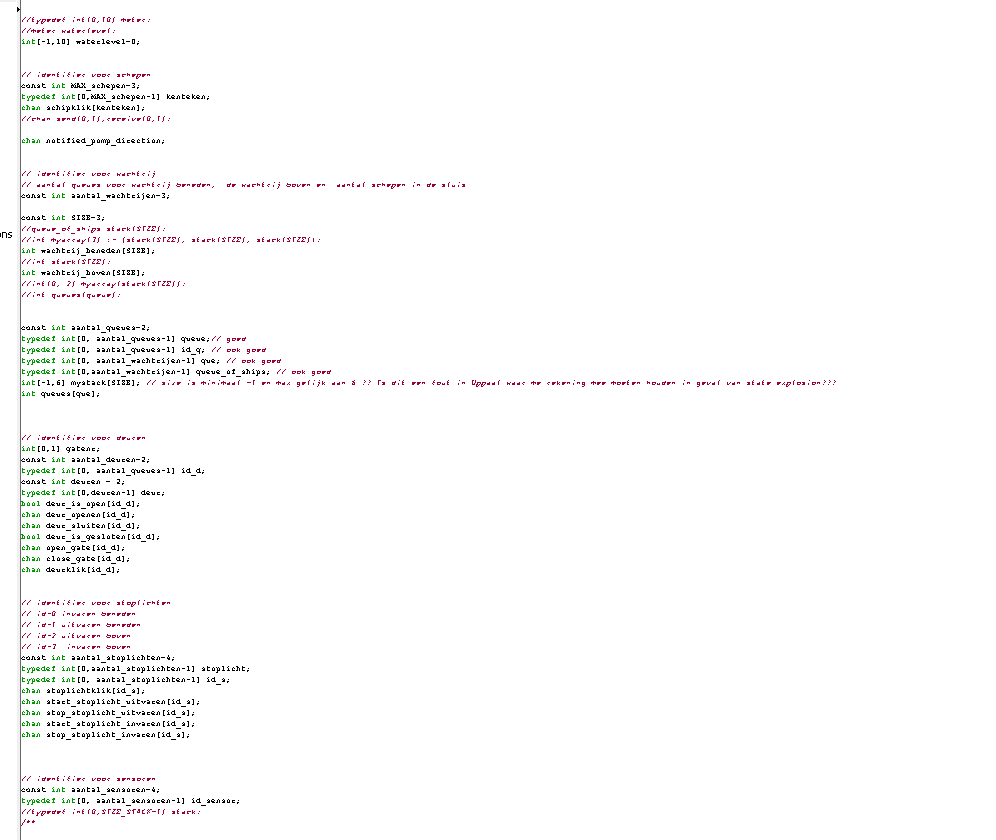 //typedef int[0,10] meter;
//meter waterlevel;
int[-1,10] waterlevel=0;
// identifier voor schepen
const int MAX_schepen=3;
typedef int[0,MAX_schepen-1] kenteken;
chan schipklik[kenteken];
//chan send[0,1],receive[0,1];
chan notified_pomp_direction;
// identifier voor wachtrij
// aantal queues voor wachtrij beneden, de wachtrij boven en aantal schepen in de sluis
const int aantal_wachtrijen=3;
const int SIZE=3;
//queue_of_ships stack[SIZE];
ons
//int myarray[3] := {stack[SIZE], stack[SIZE], stack[SIZE]};
int wachtrij_beneden[SIZE];
//int stack[SIZE];
int wachtrij_boven[SIZE];
//int[0, 2] myarray[stack[SIZE]];
//int queues[queue];
const int aantal_queues=2;
typedef int[0, aantal_queues-1] queue;// goed
typedef int[0, aantal_queues-1] id_q; // ook goed
typedef int[0, aantal_wachtrijen-1] que; // ook goed
typedef int[0,aantal_wachtrijen-1] queue_of_ships; // ook goed
int[-1,6] mystack[SIZE]; // size is minimaal -1 en max gelijk aan 6 ?? Is dit een fout in Uppaal waar we rekening mee moeten houden in geval van state explosion???
int queues[que];
// identifier voor deuren
int[0,1] gatenr;
const int aantal_deuren=2;
typedef int[0, aantal_queues-1] id_d;
const int deuren = 2;
typedef int[0,deuren-1] deur;
bool deur_is_open[id_d];
chan deur_openen[id_d];
chan deur_sluiten[id_d];
bool deur_is_gesloten[id_d];
chan open_gate[id_d];
chan close_gate[id_d];
chan deurklik[id_d];
// identifier voor stoplichten
// id=0 invaren beneden
// id=1 uitvaren beneden
// id=2 uitvaren boven
// id=3 invaren boven
const int aantal_stoplichten=4;
typedef int[0,aantal_stoplichten-1] stoplicht;
typedef int[0, aantal_stoplichten-1] id_s;
chan stoplichtklik[id_s];
chan start_stoplicht_uitvaren[id_s];
chan stop_stoplicht_uitvaren[id_s];
chan start_stoplicht_invaren[id_s];
chan stop_stoplicht_invaren[id_s];
// identifier voor sensoren
const int aantal_sensoren=4;
typedef int[0, aantal_sensoren-1] id_sensor;
//typedef int[0,SIZE_STACK-1] stack;
/**